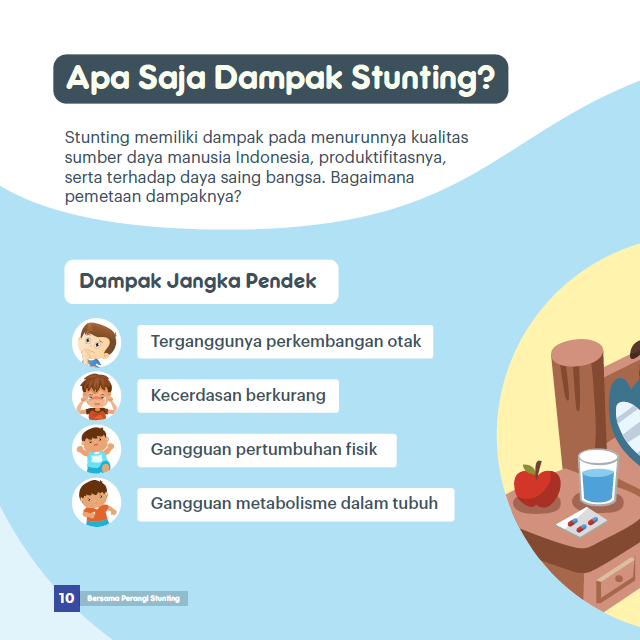 Apa Saja Dampak Stunting?
Stunting memiliki dampak pada menurunnya kualitas
sumber daya manusia Indonesia, produktifitasnya,
serta terhadap daya saing bangsa. Bagaimana
pemetaan dampaknya?
Dampak Jangka Pendek
Terganggunya perkembangan otak
Kecerdasan berkurang
Gangguan pertumbuhan fisik
Gangguan metabolisme dalam tubuh
10 Bersama Perangi Stunting